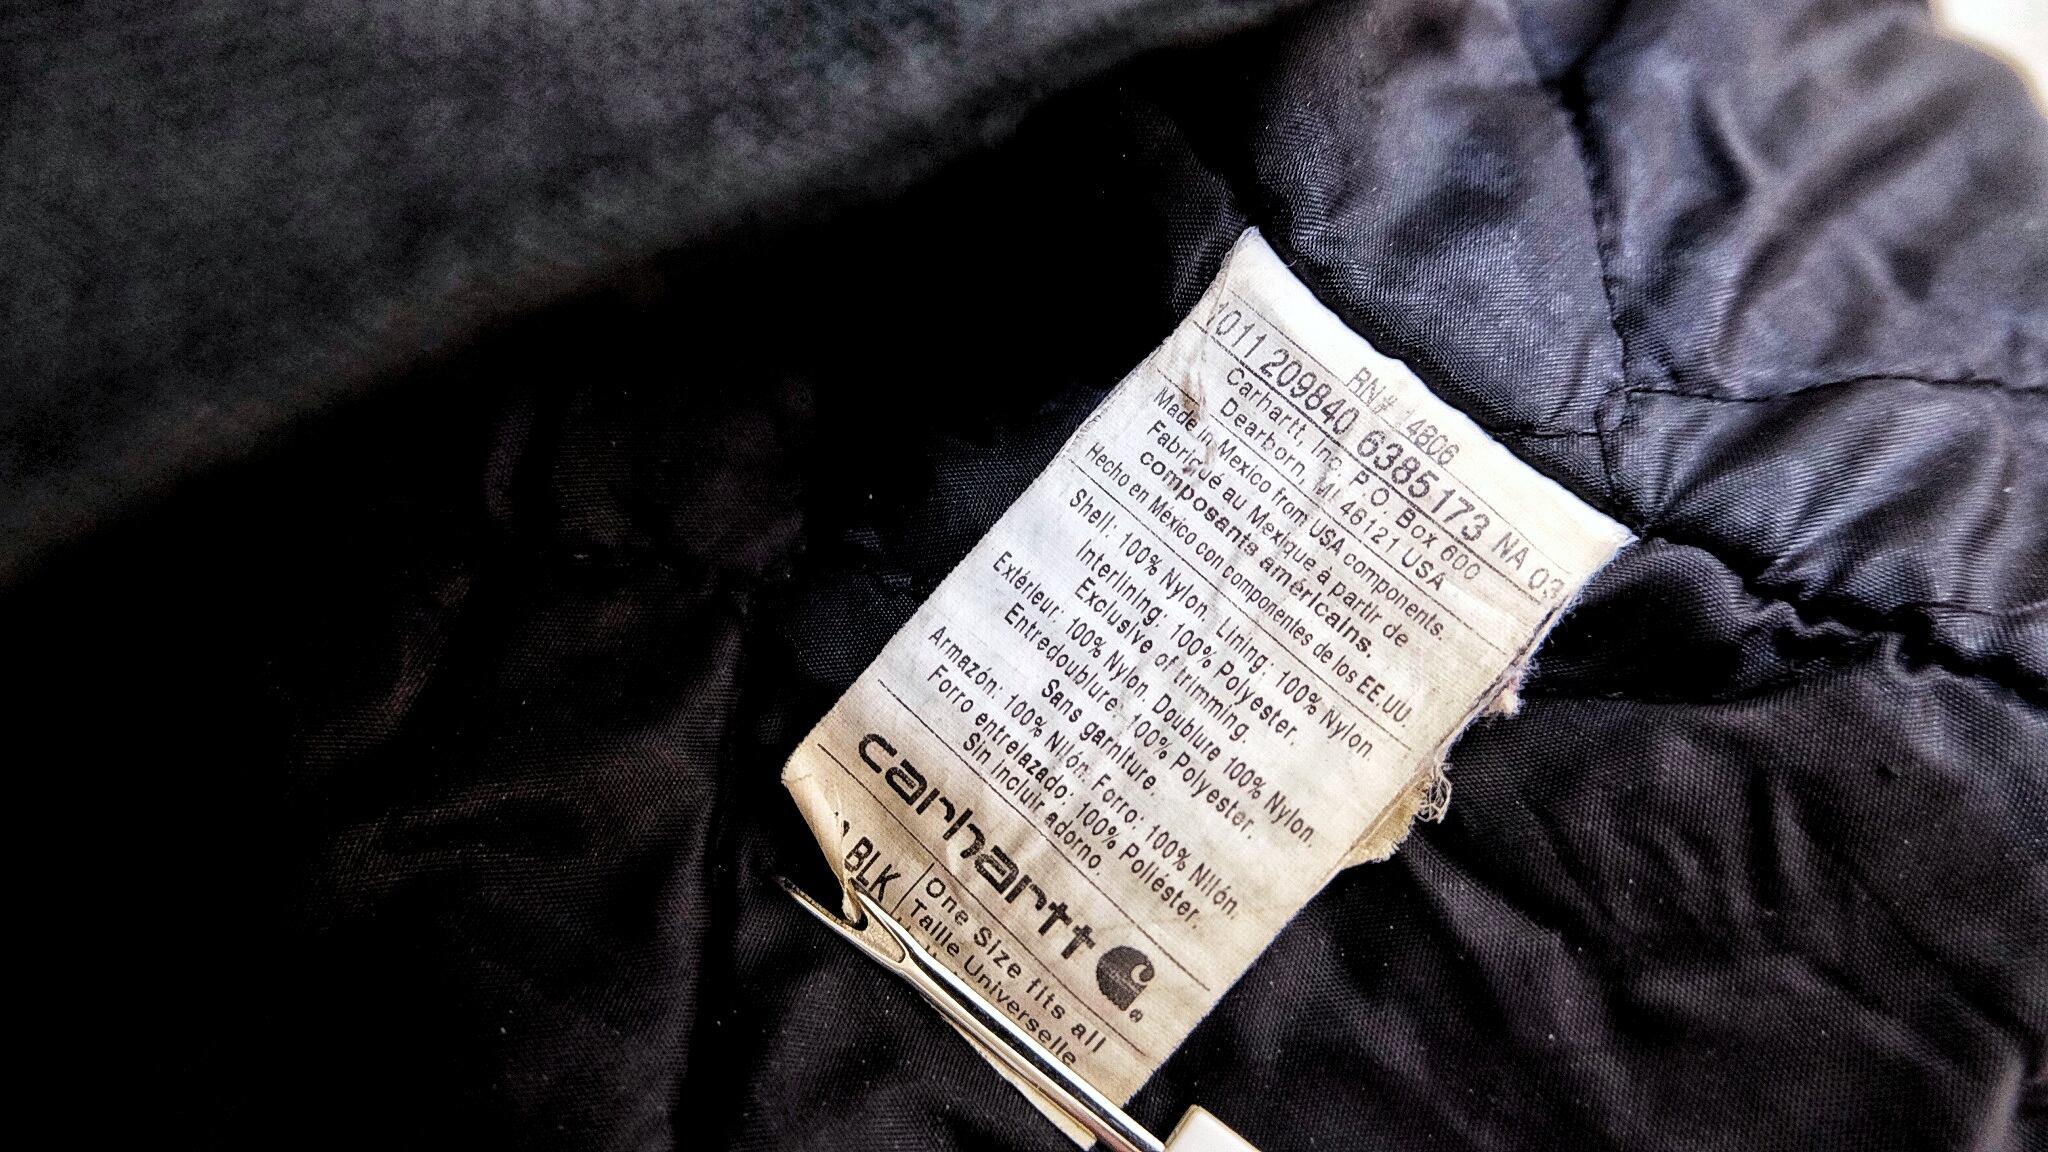 RN# 14806
1011 209840 6385173 NA 03
Carhartt, Inc. P.O. Box 600
Dearborn, MI 48121 USA
Made in Mexico from USA components.
Fabriqué au Mexique à partir de
composants américains.
Hecho en México con componentes de los EE.UU.
Shell: 100% Nylon. Lining: 100% Nylon.
Interlining: 100% Polyester.
Exclusive of trimming.
Extérieur: 100% Nylon. Doublure 100% Nylon.
Entredoublure: 100% Polyester.
Sans garniture.
Armazón: 100% Nilón. Forro: 100% Nilón.
Forro entrelazado: 100% Poliéster.
Sin incluir adorno.
carhartt
BLK
One Size fits all
Taille Universelle